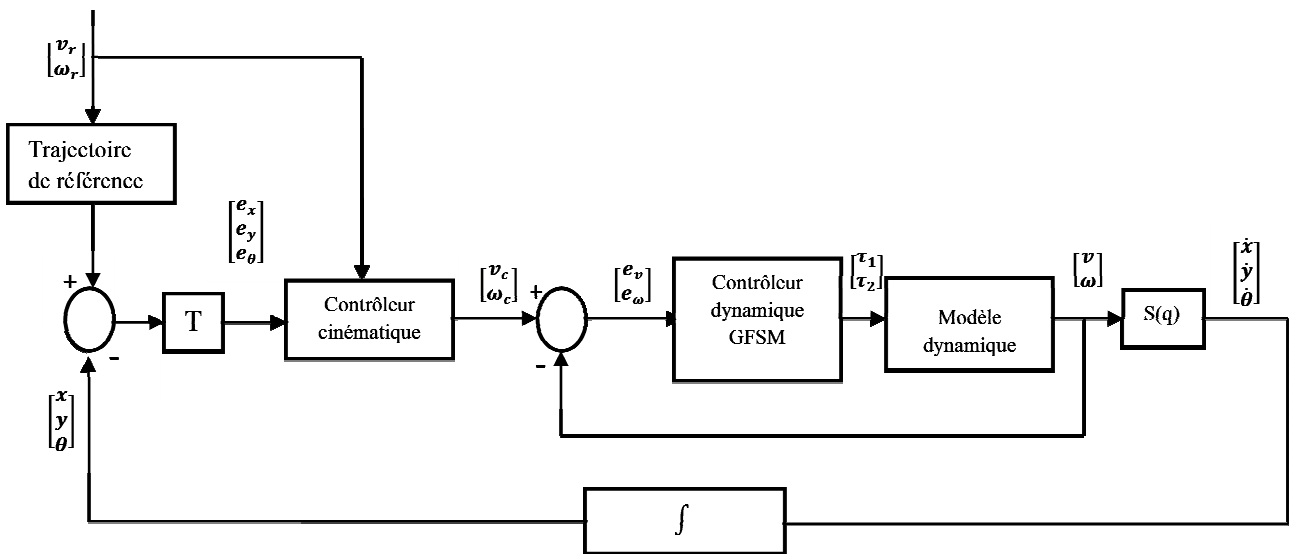 [v_r
ω_r]
Trajectoire
de référence
[e_x
e_y
e_θ]
+
-
T
Contrôleur
cinématique
[v_c
ω_c]
+
-
[e_v
e_ω]
Contrôleur
dynamique
GFSM
[τ_1
τ_2]
Modèle
dynamique
[v
ω]
S(q)
[ẋ
ẏ
θ̇]
[x
y
θ]
∫